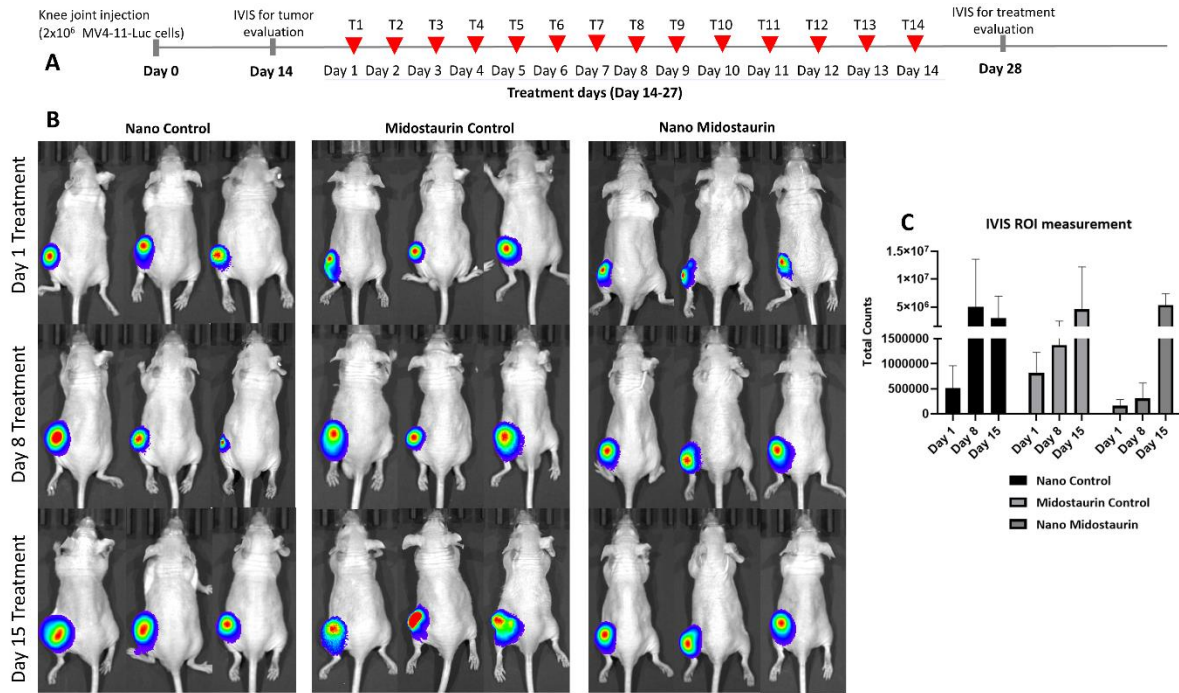 Knee joint injection
(2x10⁶ MV4-11-Luc cells)
IVIS for tumor
evaluation
T1 T2 T3 T4 T5 T6 T7 T8 T9 T10 T11 T12 T13 T14
IVIS for treatment
evaluation
A
Day 0
Day 14
Day 1 Day 2 Day 3 Day 4 Day 5 Day 6 Day 7 Day 8 Day 9 Day 10 Day 11 Day 12 Day 13 Day 14
Day 28
Treatment days (Day 14-27)
B
Nano Control
Midostaurin Control
Nano Midostaurin
Day 1 Treatment
Day 8 Treatment
Day 15 Treatment
C
IVIS ROI measurement
Total Counts
1.5×10⁷
1×10⁷
5×10⁶
1500000
1000000
500000
0
Day 1 Day 8 Day 15 Day 1 Day 8 Day 15 Day 1 Day 8 Day 15
Nano Control
Midostaurin Control
Nano Midostaurin